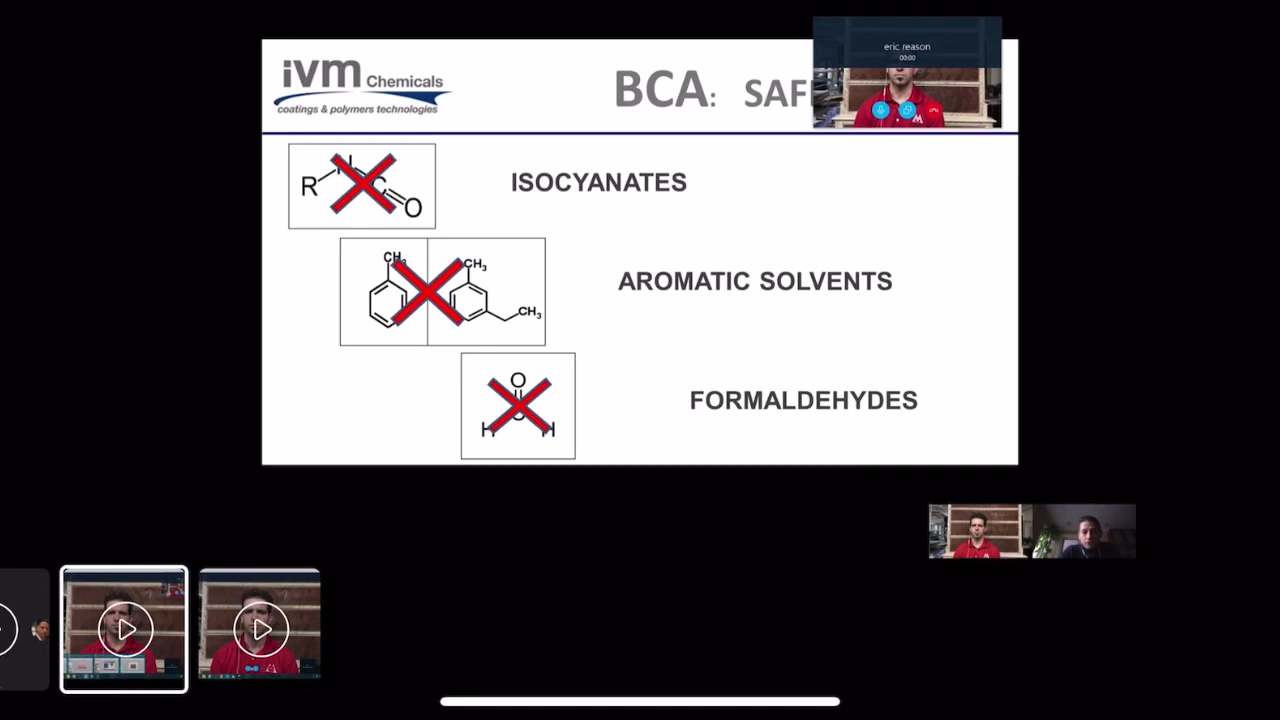 ivm Chemicals
coatings & polymers technologies
BCA: SAF
eric reason
00:00
R N C O
ISOCYANATES
CH3
CH3
CH3
AROMATIC SOLVENTS
O
H H
FORMALDEHYDES